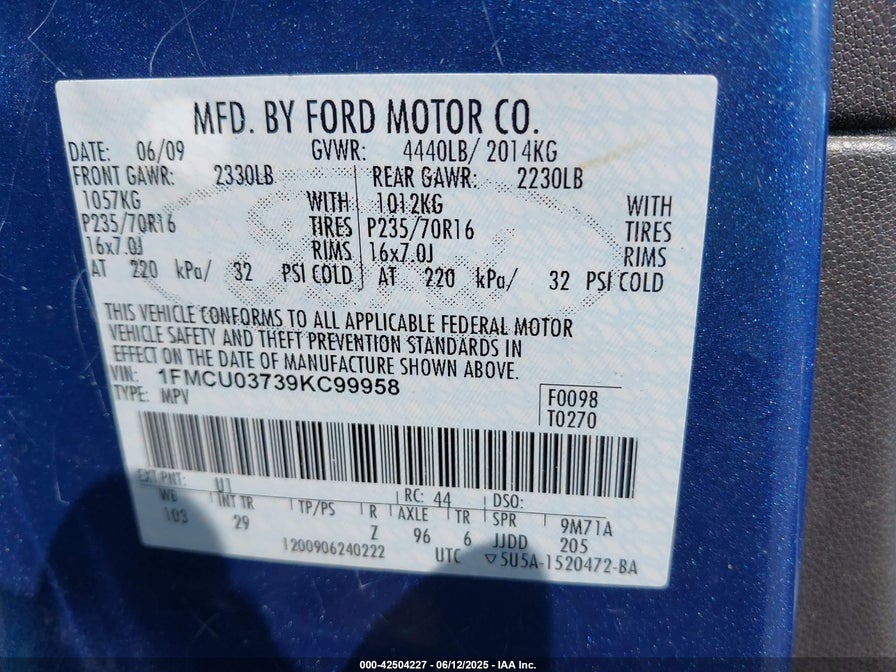 MFD. BY FORD MOTOR CO.
DATE: 06/09 GVWR: 4440LB/ 2014KG
FRONT GAWR: 2330LB REAR GAWR: 2230LB
1057KG WITH 1012KG WITH
P235/70R16 TIRES P235/70R16 TIRES
16x7.0J RIMS 16x7.0J RIMS
AT 220 kPa/ 32 PSI COLD AT 220 kPa/ 32 PSI COLD
THIS VEHICLE CONFORMS TO ALL APPLICABLE FEDERAL MOTOR
VEHICLE SAFETY AND THEFT PREVENTION STANDARDS IN
EFFECT ON THE DATE OF MANUFACTURE SHOWN ABOVE.
VIN: 1FMCU03739KC99958
TYPE: MPV
F0098
T0270
EXT PNT: U1 RC: 44 DSO:
WB INT TR TP/PS R AXLE TR SPR 9M71A
103 29 Z 96 6 JJDD 205
1200906240222 UTC ▽5U5A-1520472-BA
000-42504227 - 06/12/2025 - IAA Inc.